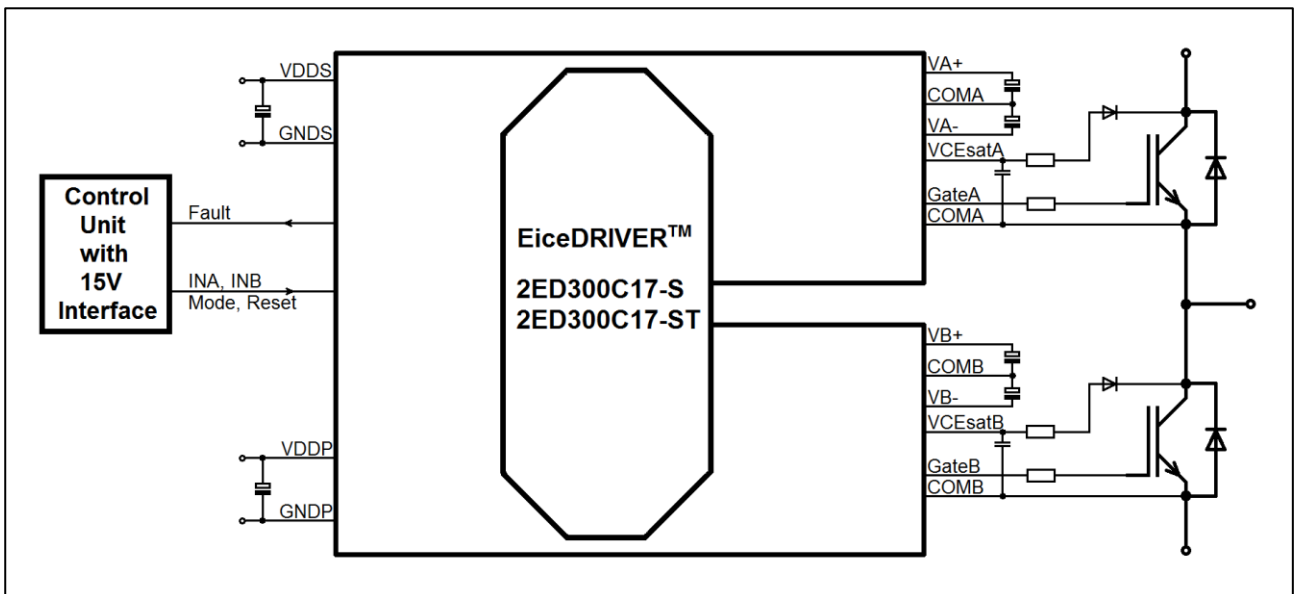 VDDS
GNDS
Control
Unit
with
15V
Interface
Fault
INA, INB
Mode, Reset
VDDP
GNDP
EiceDRIVER™
2ED300C17-S
2ED300C17-ST
VA+
COMA
VA-
VCEsatA
GateA
COMA
VB+
COMB
VB-
VCEsatB
GateB
COMB